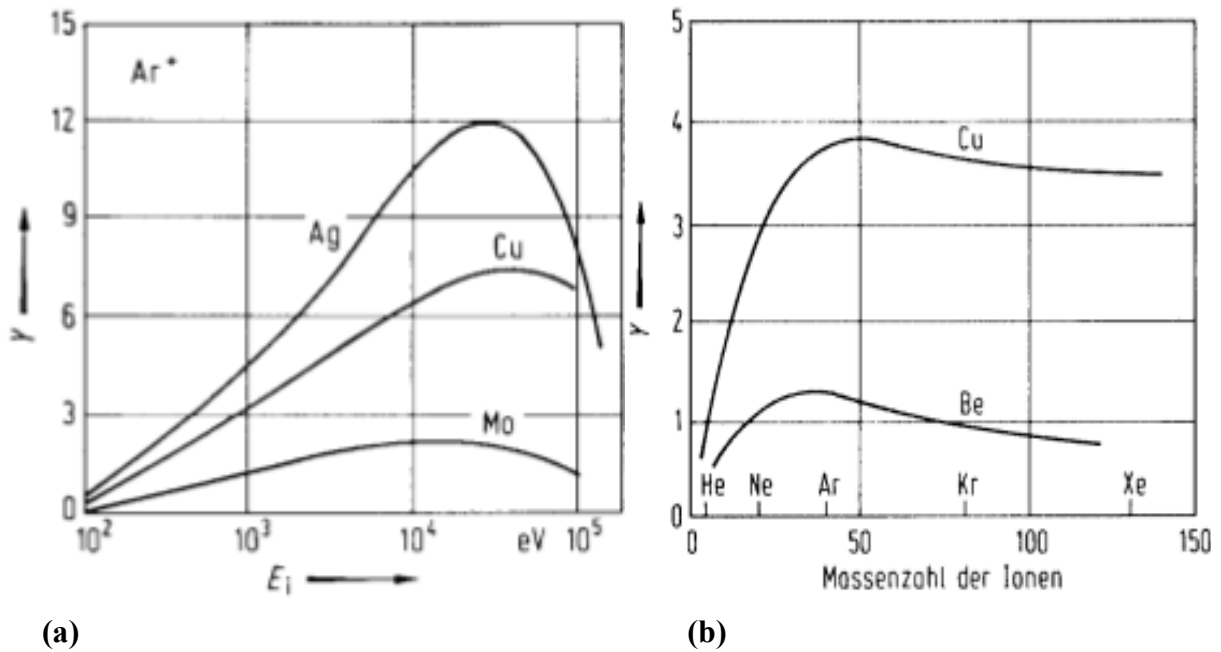 15
12
9
6
3
0
γ
Ar⁺
Ag
Cu
Mo
10² 10³ 10⁴ eV 10⁵
Eᵢ
(a)
5
4
3
2
1
0
γ
Cu
Be
He Ne Ar Kr Xe
0 50 100 150
Massenzahl der Ionen
(b)